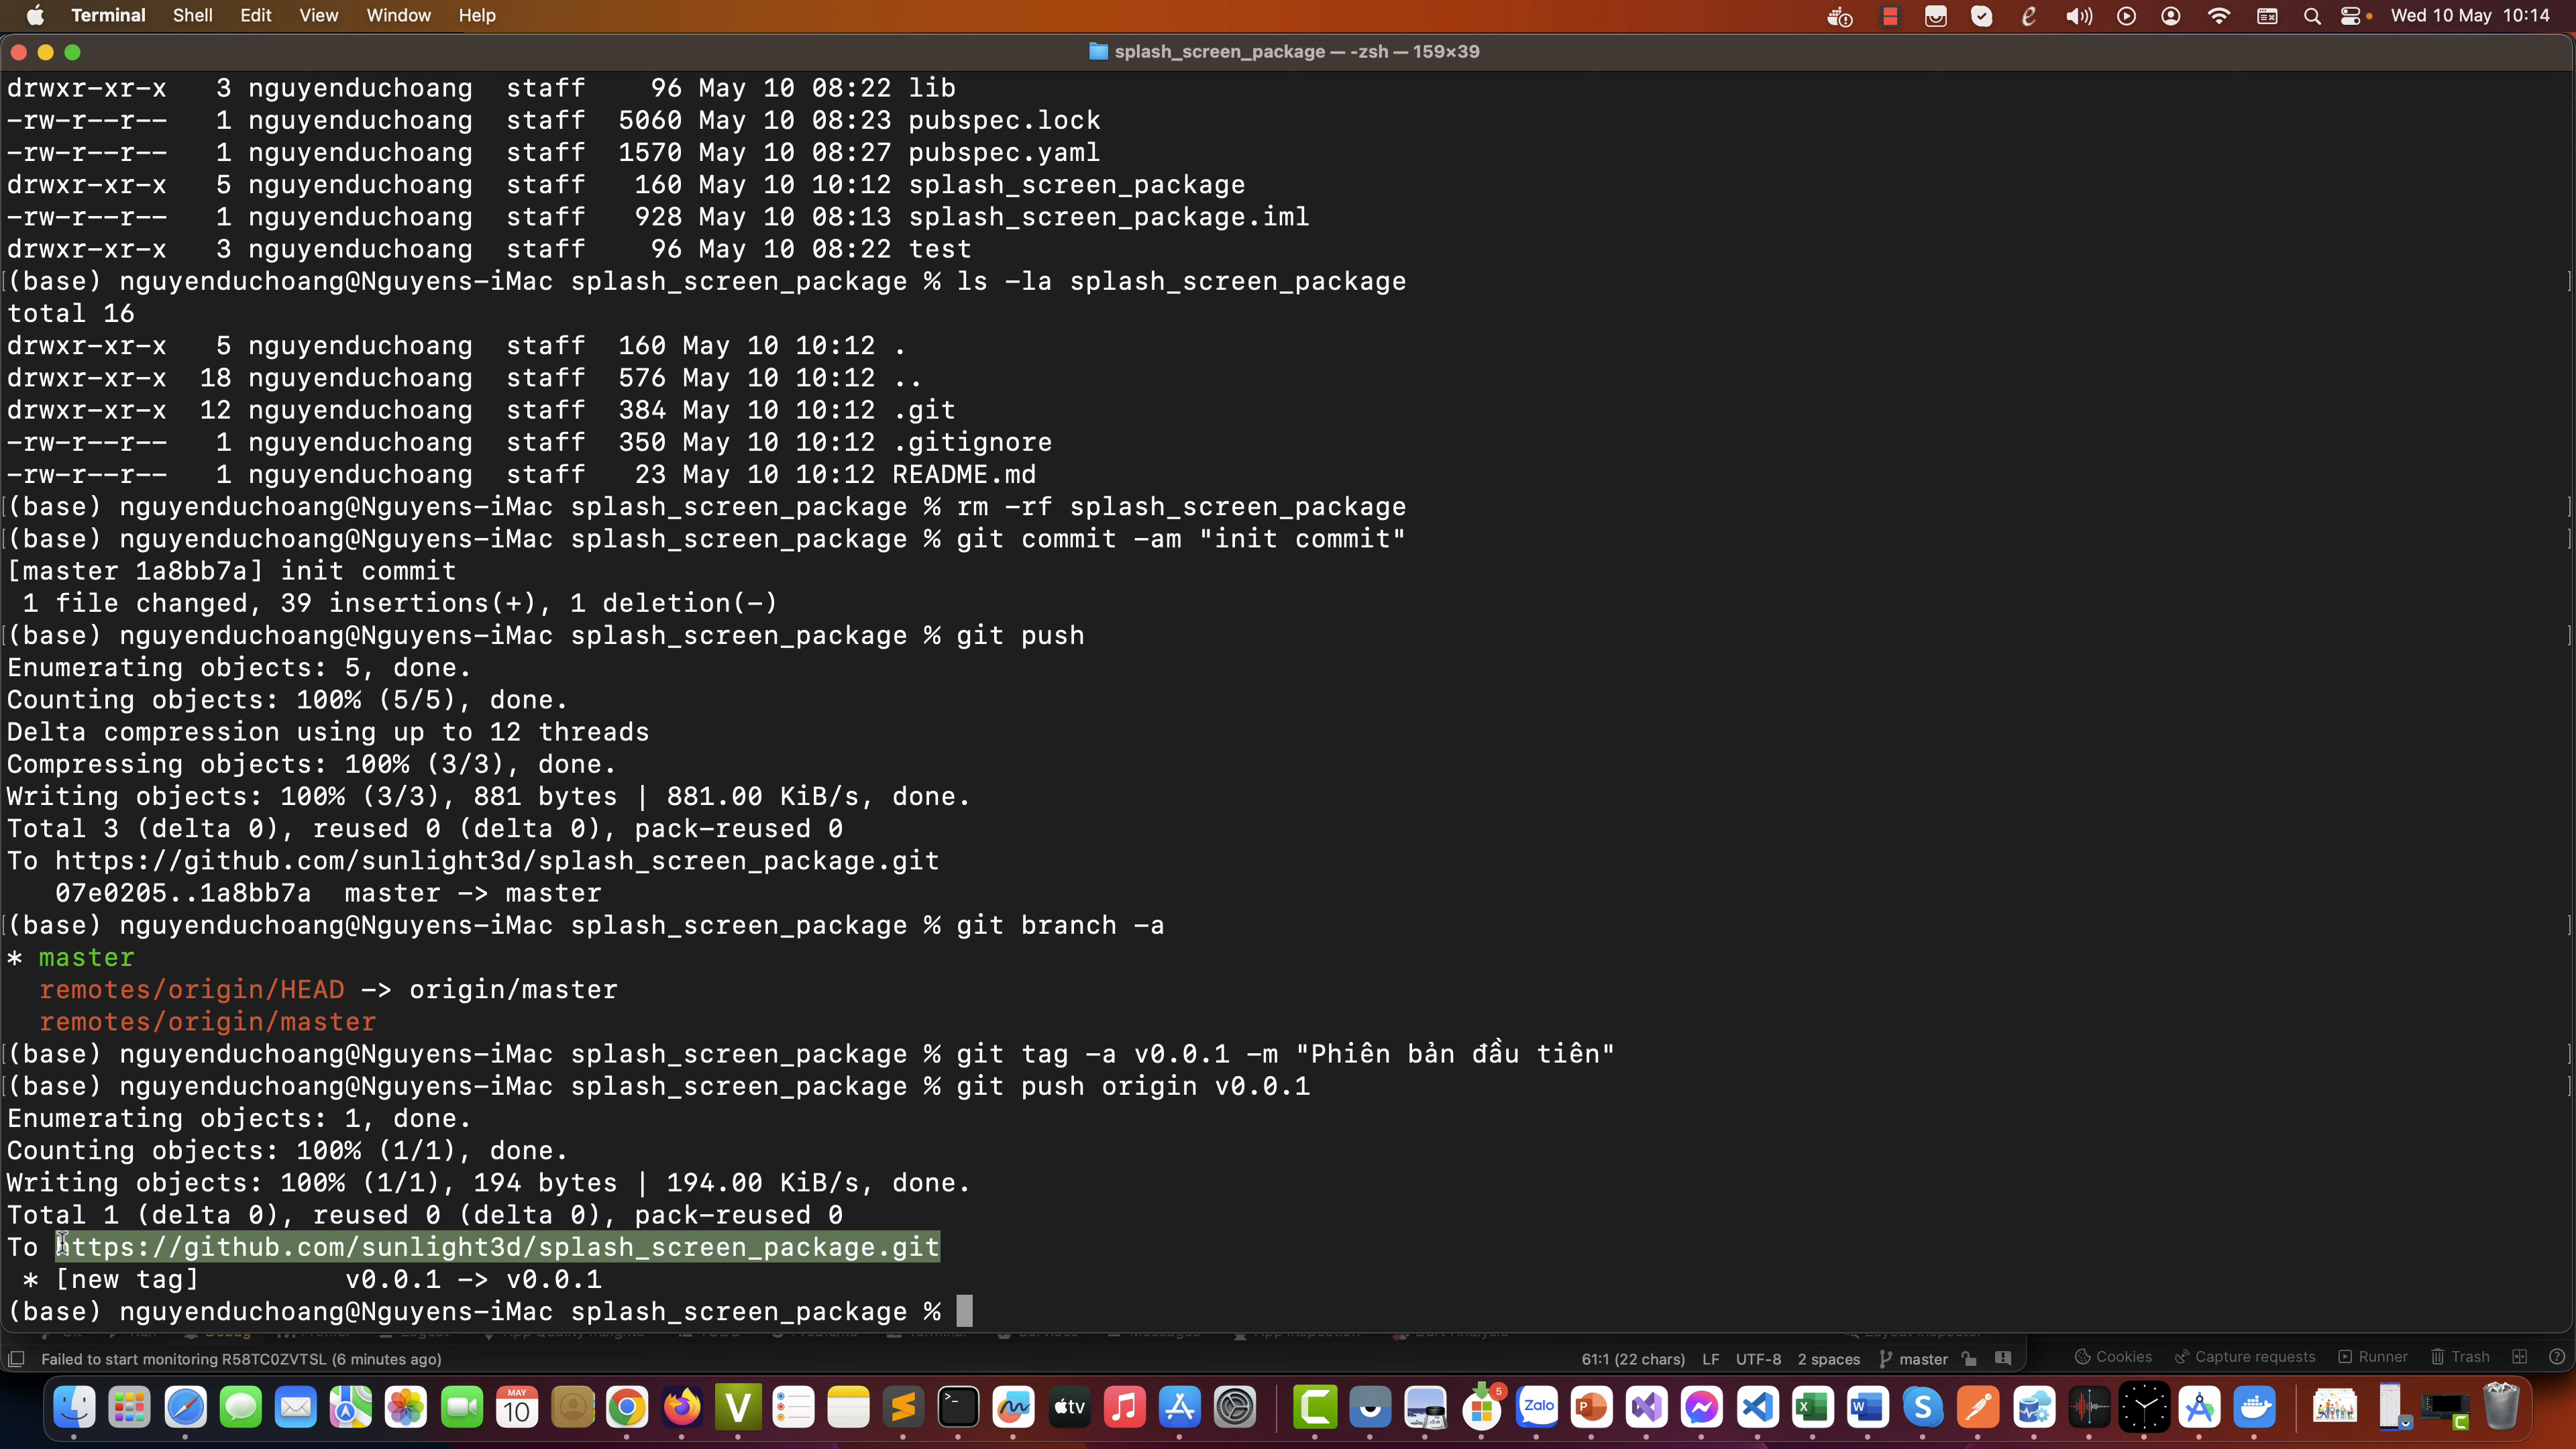 Terminal Shell Edit View Window Help Wed 10 May 10:14
splash_screen_package — -zsh — 159×39
drwxr-xr-x   3 nguyenduchoang  staff    96 May 10 08:22 lib
-rw-r--r--   1 nguyenduchoang  staff  5060 May 10 08:23 pubspec.lock
-rw-r--r--   1 nguyenduchoang  staff  1570 May 10 08:27 pubspec.yaml
drwxr-xr-x   5 nguyenduchoang  staff   160 May 10 10:12 splash_screen_package
-rw-r--r--   1 nguyenduchoang  staff   928 May 10 08:13 splash_screen_package.iml
drwxr-xr-x   3 nguyenduchoang  staff    96 May 10 08:22 test
(base) nguyenduchoang@Nguyens-iMac splash_screen_package % ls -la splash_screen_package
total 16
drwxr-xr-x   5 nguyenduchoang  staff  160 May 10 10:12 .
drwxr-xr-x  18 nguyenduchoang  staff  576 May 10 10:12 ..
drwxr-xr-x  12 nguyenduchoang  staff  384 May 10 10:12 .git
-rw-r--r--   1 nguyenduchoang  staff  350 May 10 10:12 .gitignore
-rw-r--r--   1 nguyenduchoang  staff   23 May 10 10:12 README.md
(base) nguyenduchoang@Nguyens-iMac splash_screen_package % rm -rf splash_screen_package
(base) nguyenduchoang@Nguyens-iMac splash_screen_package % git commit -am "init commit"
[master 1a8bb7a] init commit
 1 file changed, 39 insertions(+), 1 deletion(-)
(base) nguyenduchoang@Nguyens-iMac splash_screen_package % git push
Enumerating objects: 5, done.
Counting objects: 100% (5/5), done.
Delta compression using up to 12 threads
Compressing objects: 100% (3/3), done.
Writing objects: 100% (3/3), 881 bytes | 881.00 KiB/s, done.
Total 3 (delta 0), reused 0 (delta 0), pack-reused 0
To https://github.com/sunlight3d/splash_screen_package.git
   07e0205..1a8bb7a  master -> master
(base) nguyenduchoang@Nguyens-iMac splash_screen_package % git branch -a
* master
  remotes/origin/HEAD -> origin/master
  remotes/origin/master
(base) nguyenduchoang@Nguyens-iMac splash_screen_package % git tag -a v0.0.1 -m "Phiên bản đầu tiên"
(base) nguyenduchoang@Nguyens-iMac splash_screen_package % git push origin v0.0.1
Enumerating objects: 1, done.
Counting objects: 100% (1/1), done.
Writing objects: 100% (1/1), 194 bytes | 194.00 KiB/s, done.
Total 1 (delta 0), reused 0 (delta 0), pack-reused 0
To https://github.com/sunlight3d/splash_screen_package.git
 * [new tag]         v0.0.1 -> v0.0.1
(base) nguyenduchoang@Nguyens-iMac splash_screen_package %
Failed to start monitoring R58TC0ZVTSL (6 minutes ago) 61:1 (22 chars) LF UTF-8 2 spaces master Cookies Capture requests Runner Trash
MAY
10
tv
5
Zalo